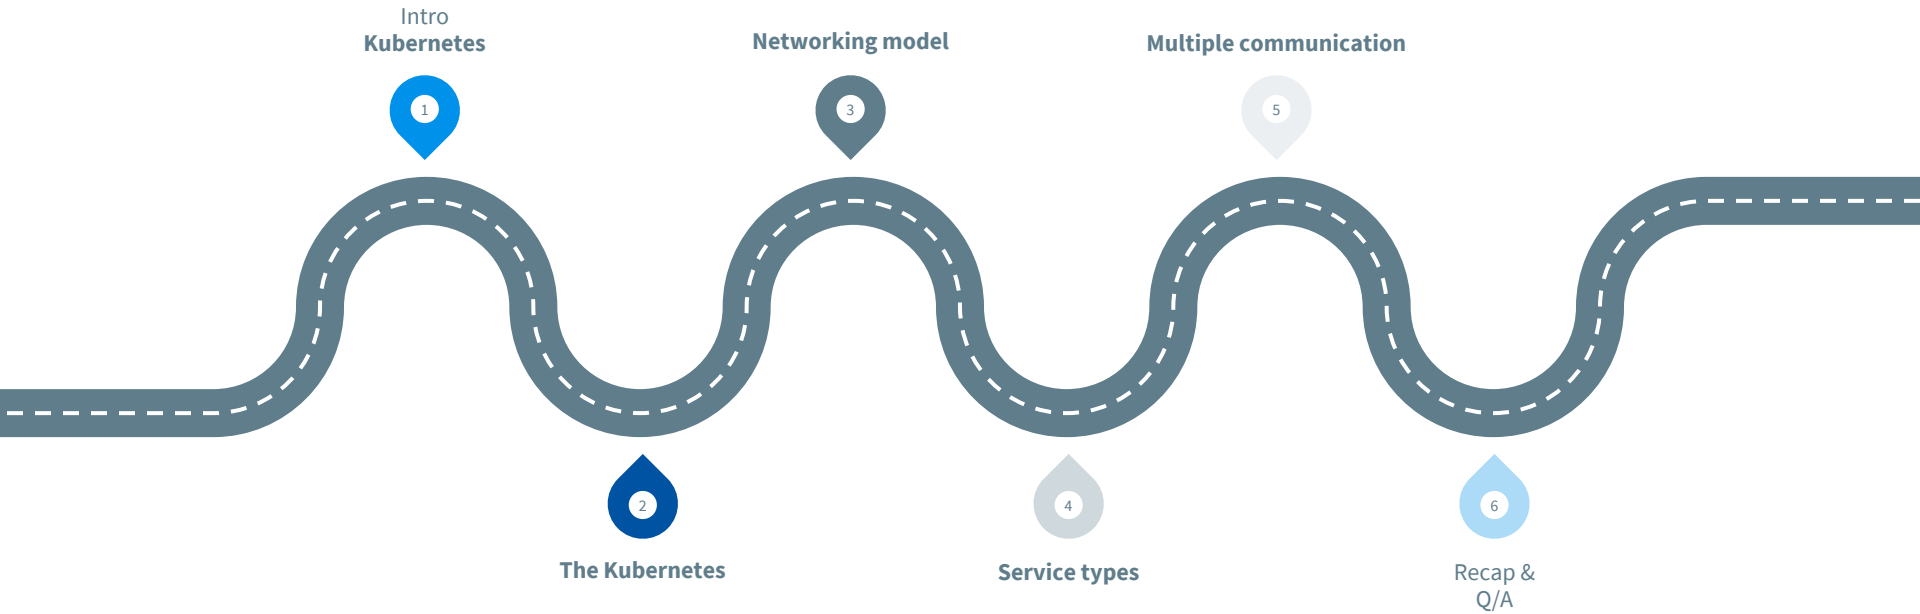 Intro
Kubernetes
1
The Kubernetes
2
Networking model
3
Service types
4
Multiple communication
5
Recap &
Q/A
6